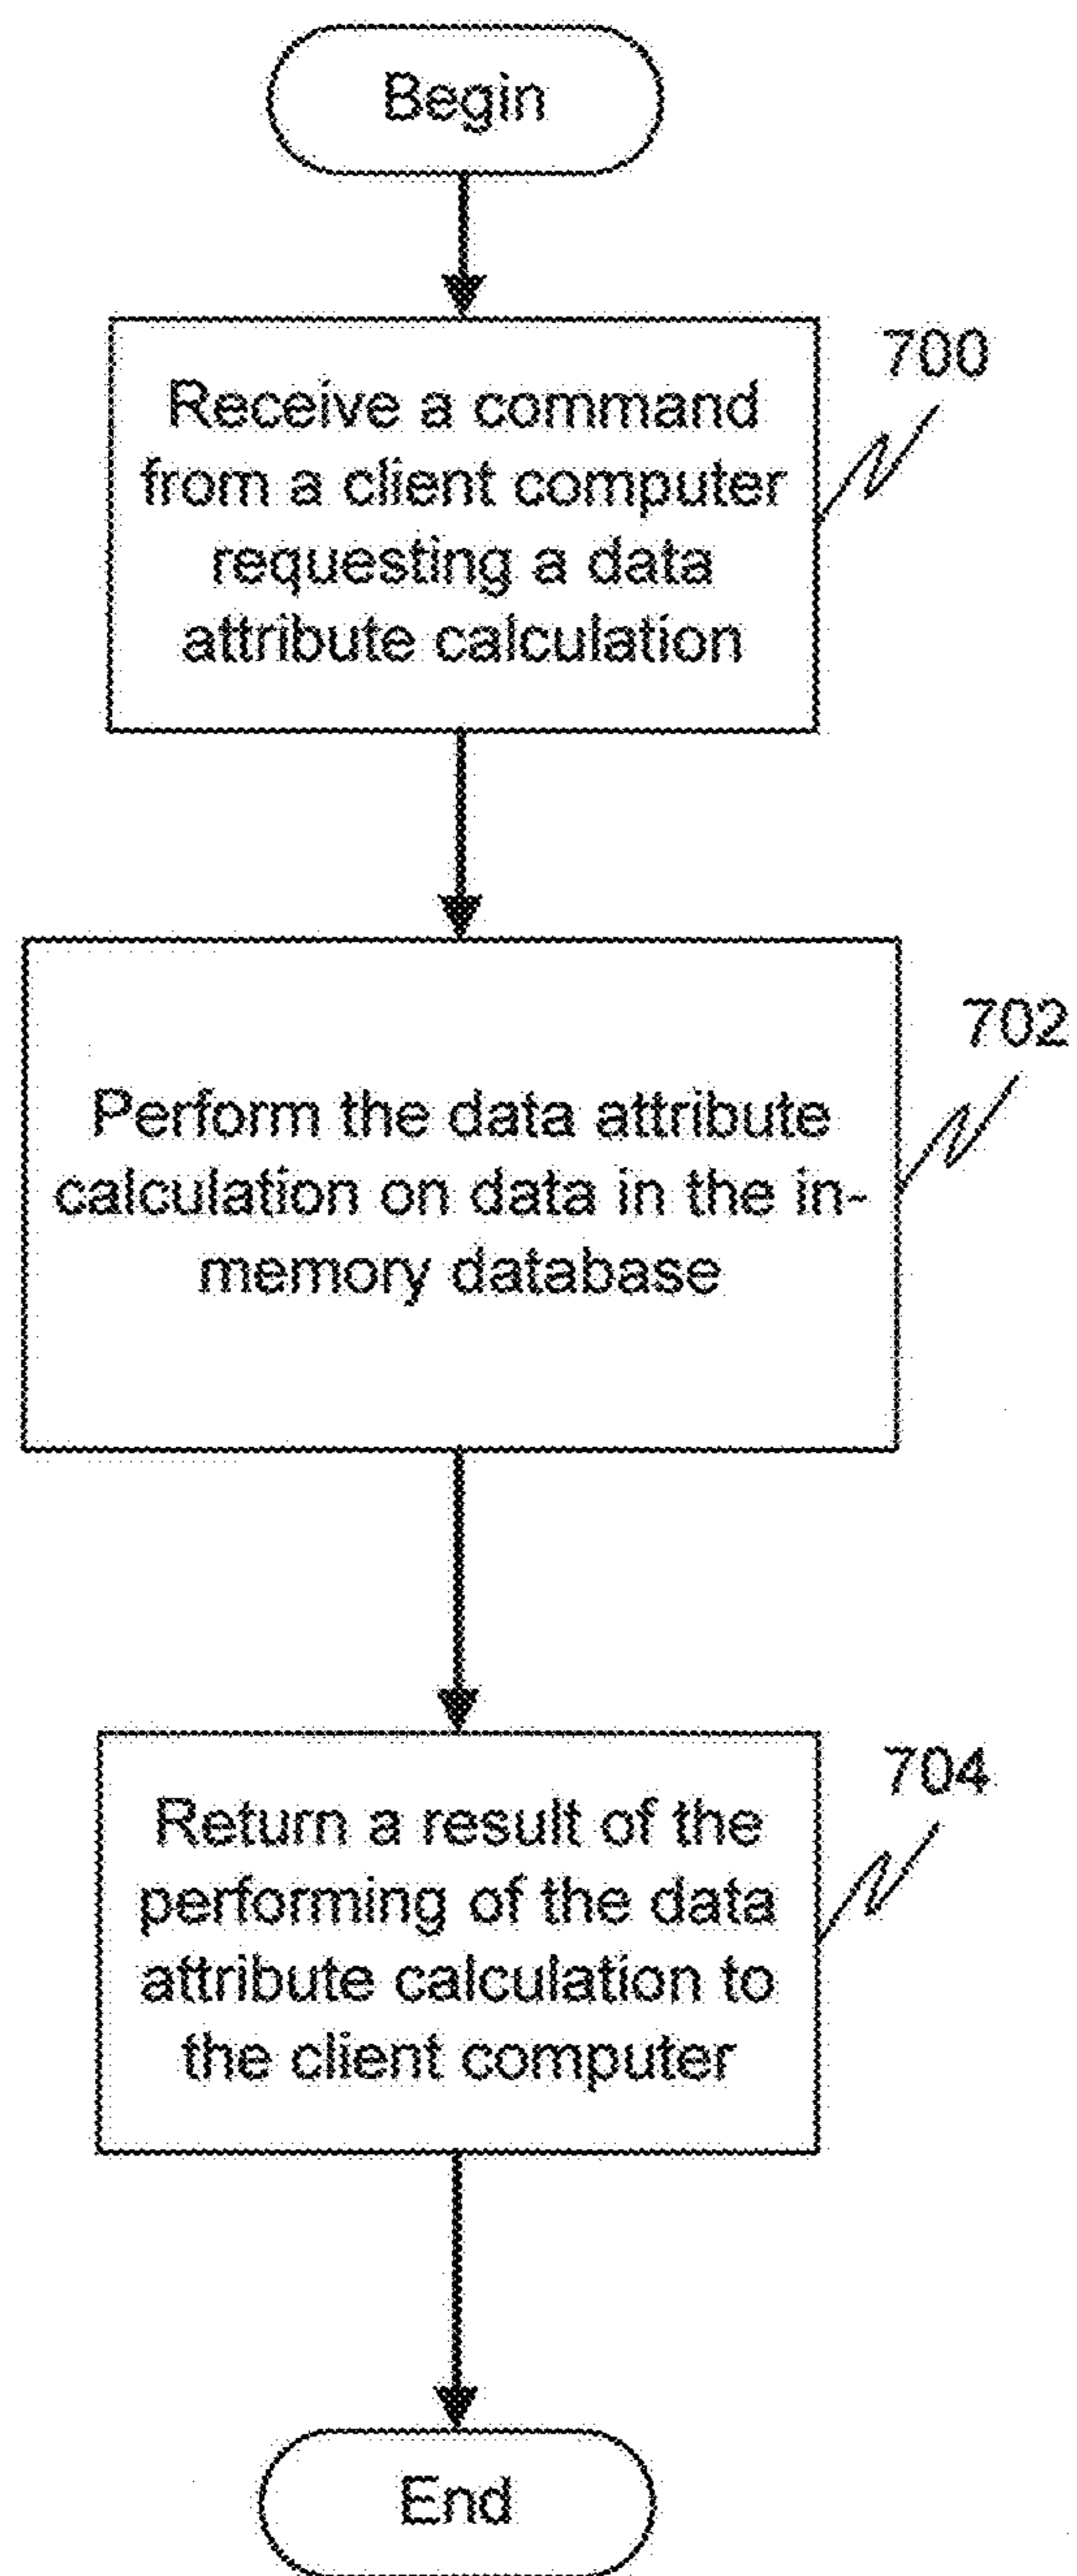 Begin
700
Receive a command
from a client computer
requesting a data
attribute calculation
702
Perform the data attribute
calculation on data in the in-
memory database
704
Return a result of the
performing of the data
attribute calculation to
the client computer
End